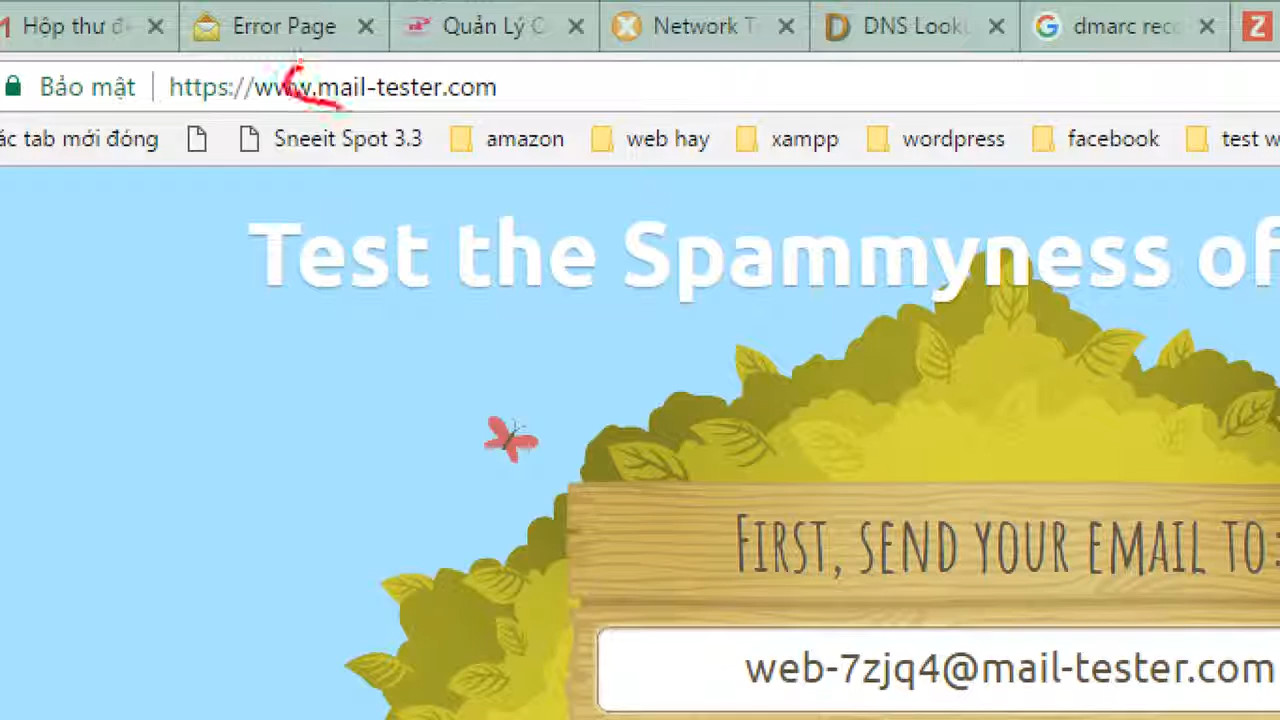 Hộp thư đ
Error Page
Quản Lý C
Network T
DNS Look
dmarc rec
Bảo mật
https://www.mail-tester.com
ác tab mới đóng
Sneeit Spot 3.3
amazon
web hay
xampp
wordpress
facebook
test w
Test the Spammyness of
First, send your email to:
web-7zjq4@mail-tester.com